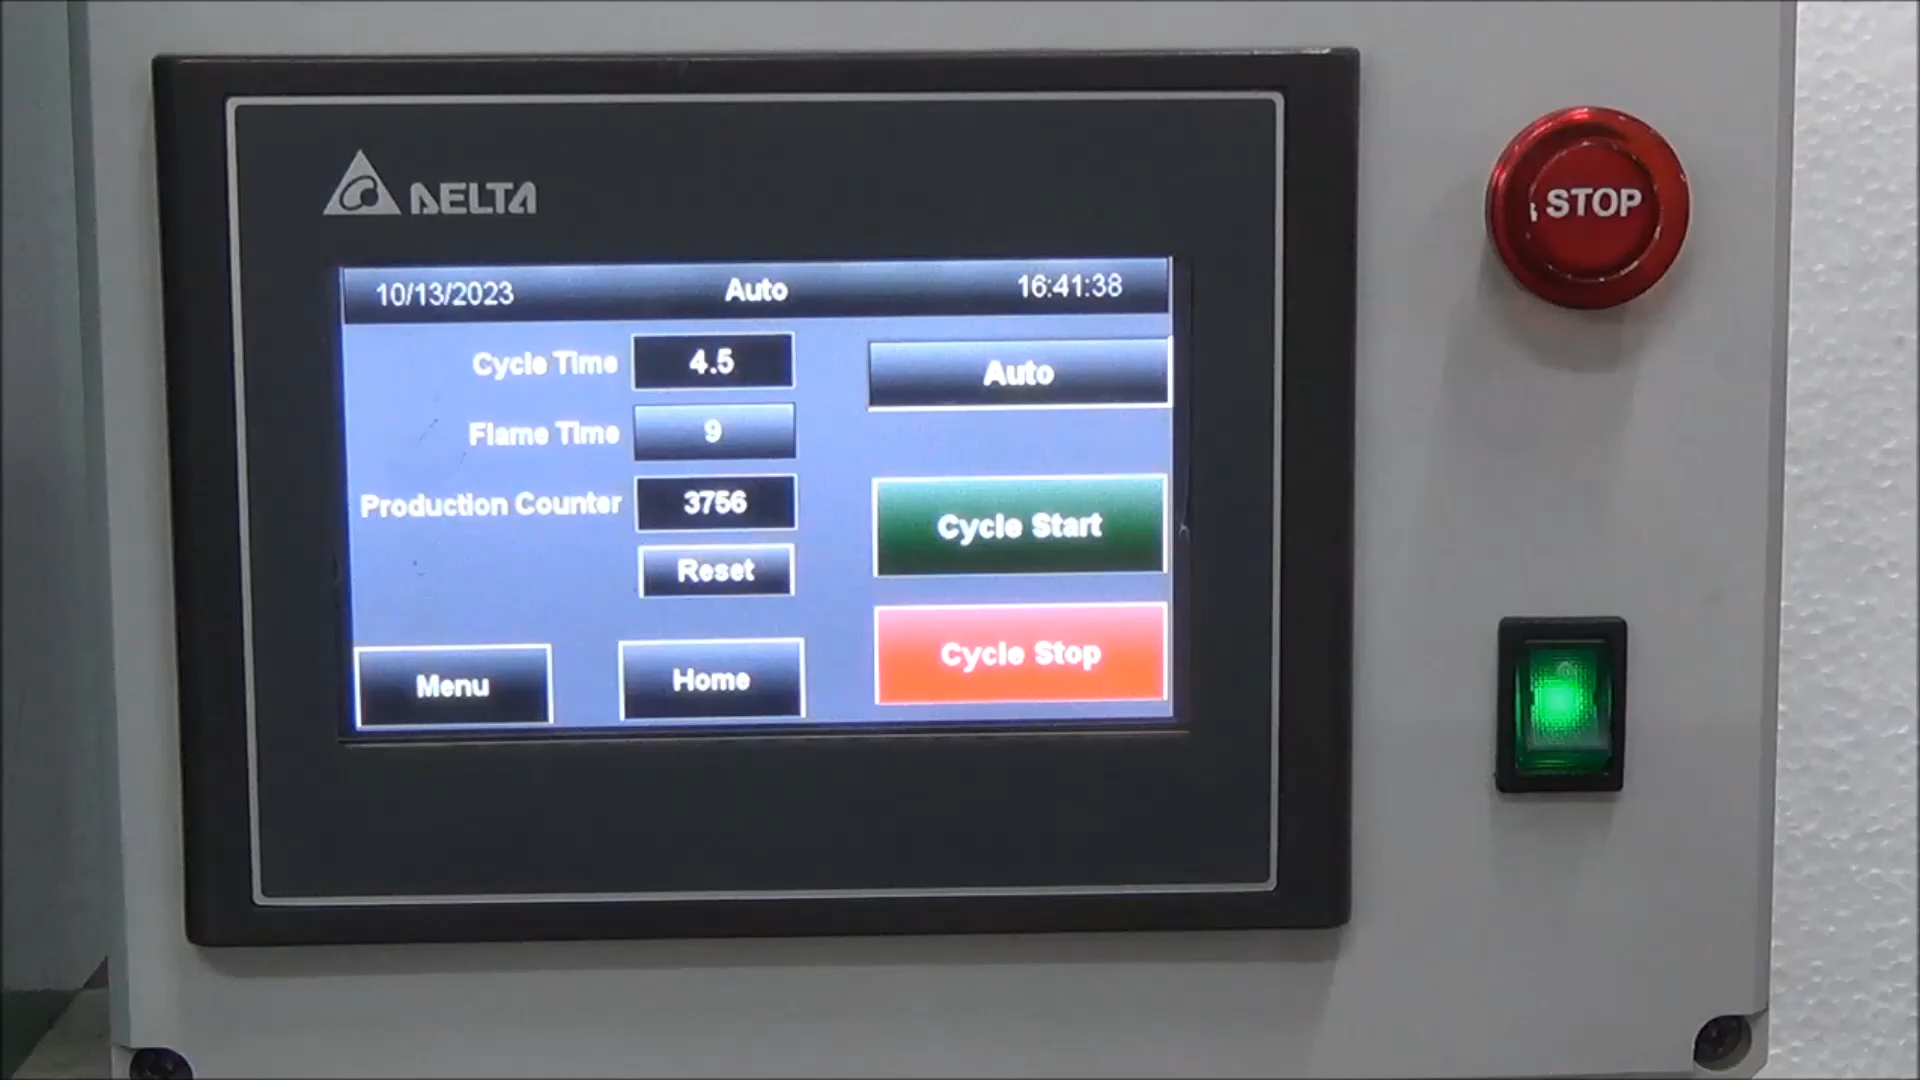 DELTA
10/13/2023 Auto 16:41:38
Cycle Time 4.5
Auto
Flame Time 9
Production Counter 3756
Reset
Cycle Start
Cycle Stop
Menu
Home
STOP